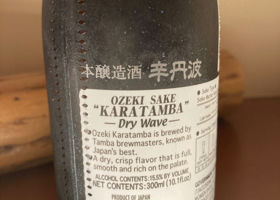 本醸造酒 辛丹波
OZEKI SAKE
"KARATAMBA"
—Dry Wave—
Ozeki Karatamba is brewed by
Tamba brewmasters, known as
Japan's best.
A dry, crisp flavor that is full,
smooth and rich on the palate.
ALCOHOL CONTENTS:15.5% BY VOLUME
NET CONTENTS:300ml (10.1fl.oz)
PRODUCT OF JAPAN